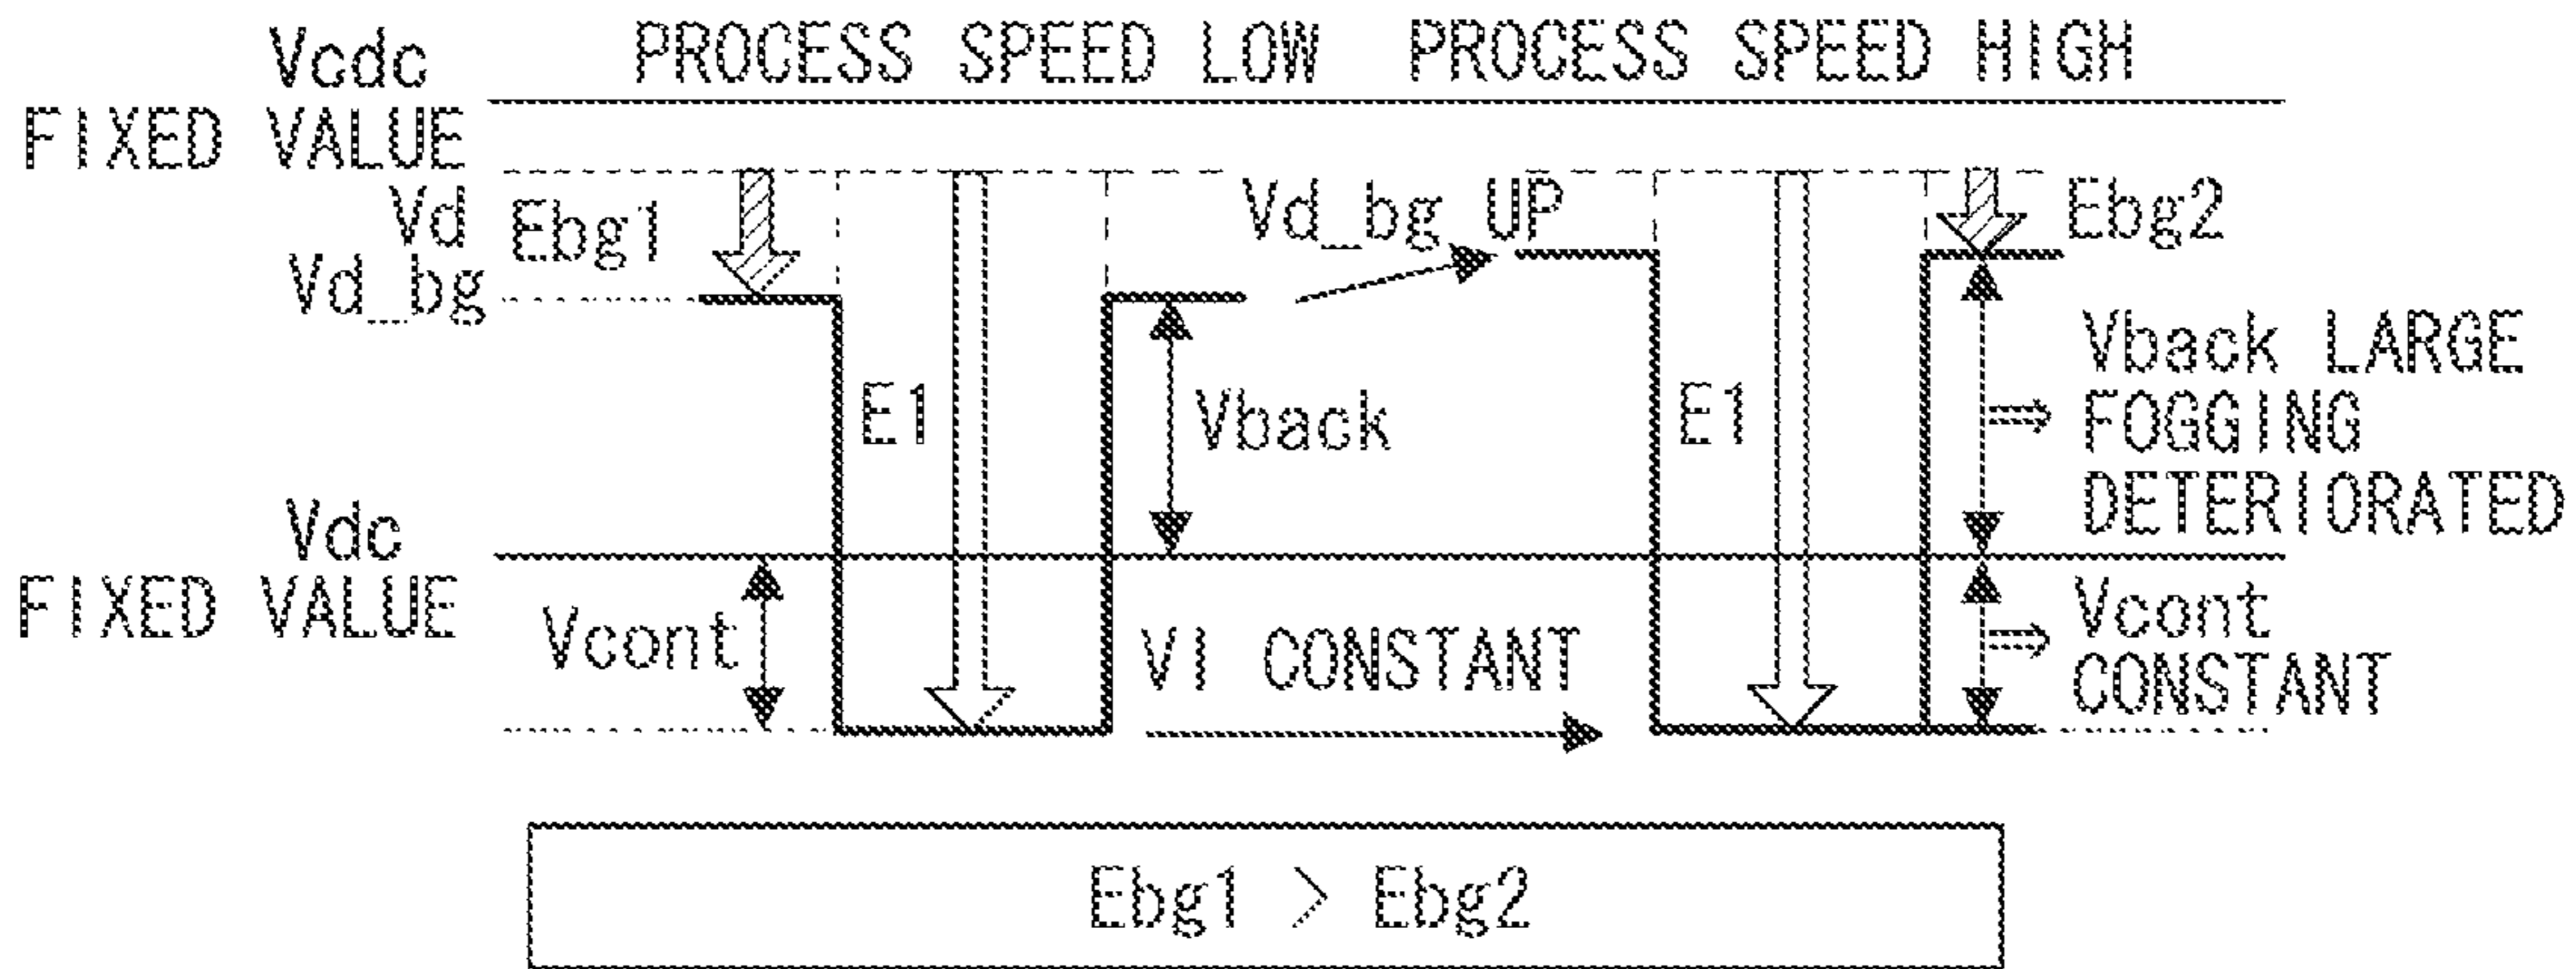 PROCESS SPEED LOW PROCESS SPEED HIGH
Vcdc
FIXED VALUE
Vd
Vd_bg
Ebg1
Vd_bg UP
Ebg2
E1
Vback
E1
Vback LARGE
FOGGING
DETERIORATED
Vdc
FIXED VALUE
Vcont
Vl CONSTANT
Vcont
CONSTANT
Ebg1 > Ebg2